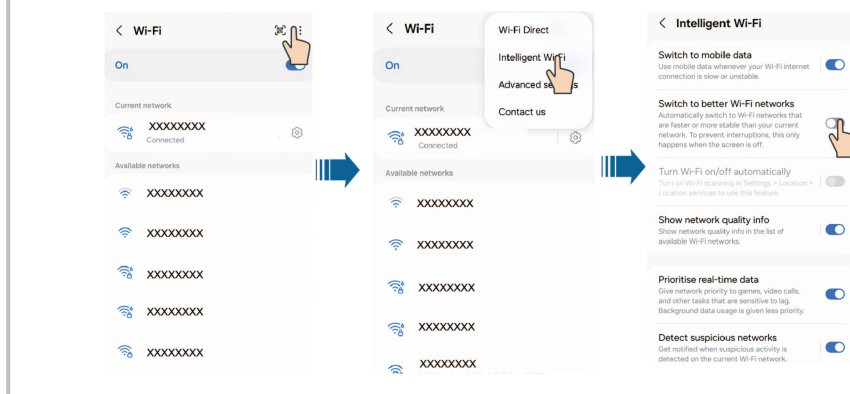 Wi-Fi
On
Current network
XXXXXXXX
Connected
Available networks
XXXXXXXX
XXXXXXXX
XXXXXXXX
XXXXXXXX
XXXXXXXX
Wi-Fi
Wi-Fi Direct
Intelligent Wi-Fi
Advanced
Contact us
On
Current network
XXXXXXXX
Connected
Available networks
XXXXXXXX
XXXXXXXX
XXXXXXXX
XXXXXXXX
XXXXXXXX
Intelligent Wi-Fi
Switch to mobile data
Use mobile data whenever your Wi-Fi internet
connection is slow or unstable.
Switch to better Wi-Fi networks
Automatically switch to Wi-Fi networks that
are faster or more stable than your current
network. To prevent interruptions, this only
happens when the screen is off.
Turn Wi-Fi on/off automatically
Turn on Wi-Fi scanning in Settings > Location >
Location services to use this feature.
Show network quality info
Show network quality info in the list of
available Wi-Fi networks.
Prioritise real-time data
Give network priority to games, video calls,
and other tasks that are sensitive to lag.
Background data usage is given less priority.
Detect suspicious networks
Get notified when suspicious activity is
detected on the current Wi-Fi network.